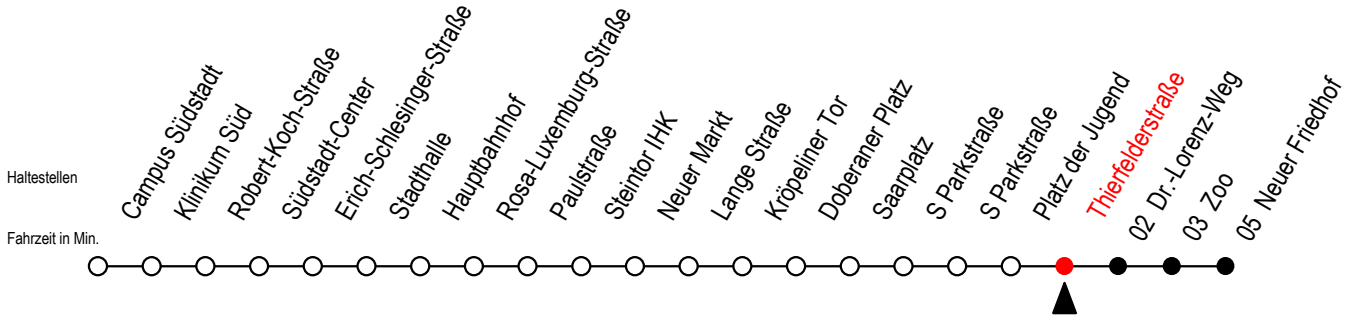 Haltestellen
Campus Südstadt
Klinikum Süd
Robert-Koch-Straße
Südstadt-Center
Erich-Schlesinger-Straße
Stadthalle
Hauptbahnhof
Rosa-Luxemburg-Straße
Paulstraße
Steintor IHK
Neuer Markt
Lange Straße
Kröpeliner Tor
Doberaner Platz
Saarplatz
S Parkstraße
S Parkstraße
Platz der Jugend
Thierfelderstraße
02 Dr.-Lorenz-Weg
03 Zoo
05 Neuer Friedhof
Fahrzeit in Min.